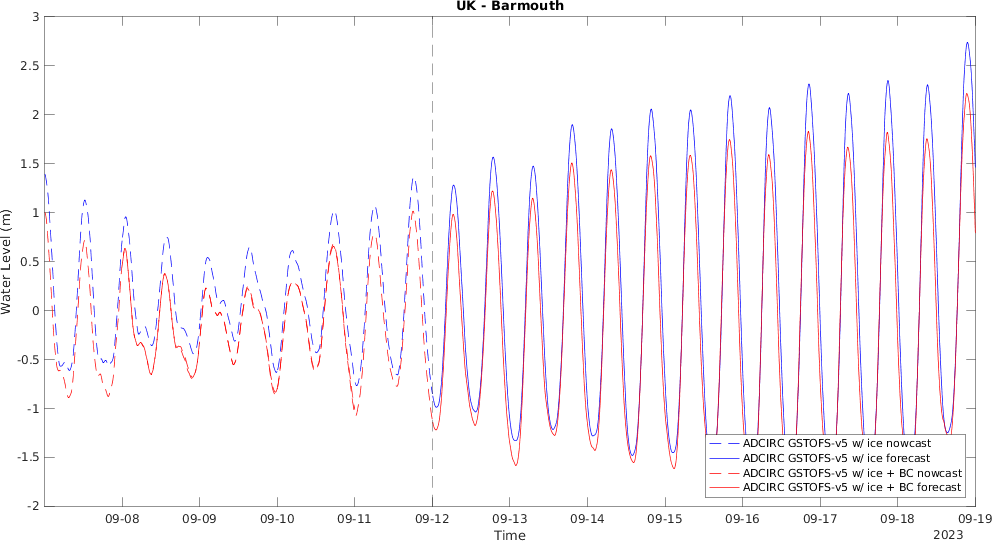 UK - Barmouth
Water Level (m)
3
2.5
2
1.5
1
0.5
0
-0.5
-1
-1.5
-2
ADCIRC GSTOFS-v5 w/ ice nowcast
ADCIRC GSTOFS-v5 w/ ice forecast
ADCIRC GSTOFS-v5 w/ ice + BC nowcast
ADCIRC GSTOFS-v5 w/ ice + BC forecast
09-08 09-09 09-10 09-11 09-12 09-13 09-14 09-15 09-16 09-17 09-18 09-19
Time
2023